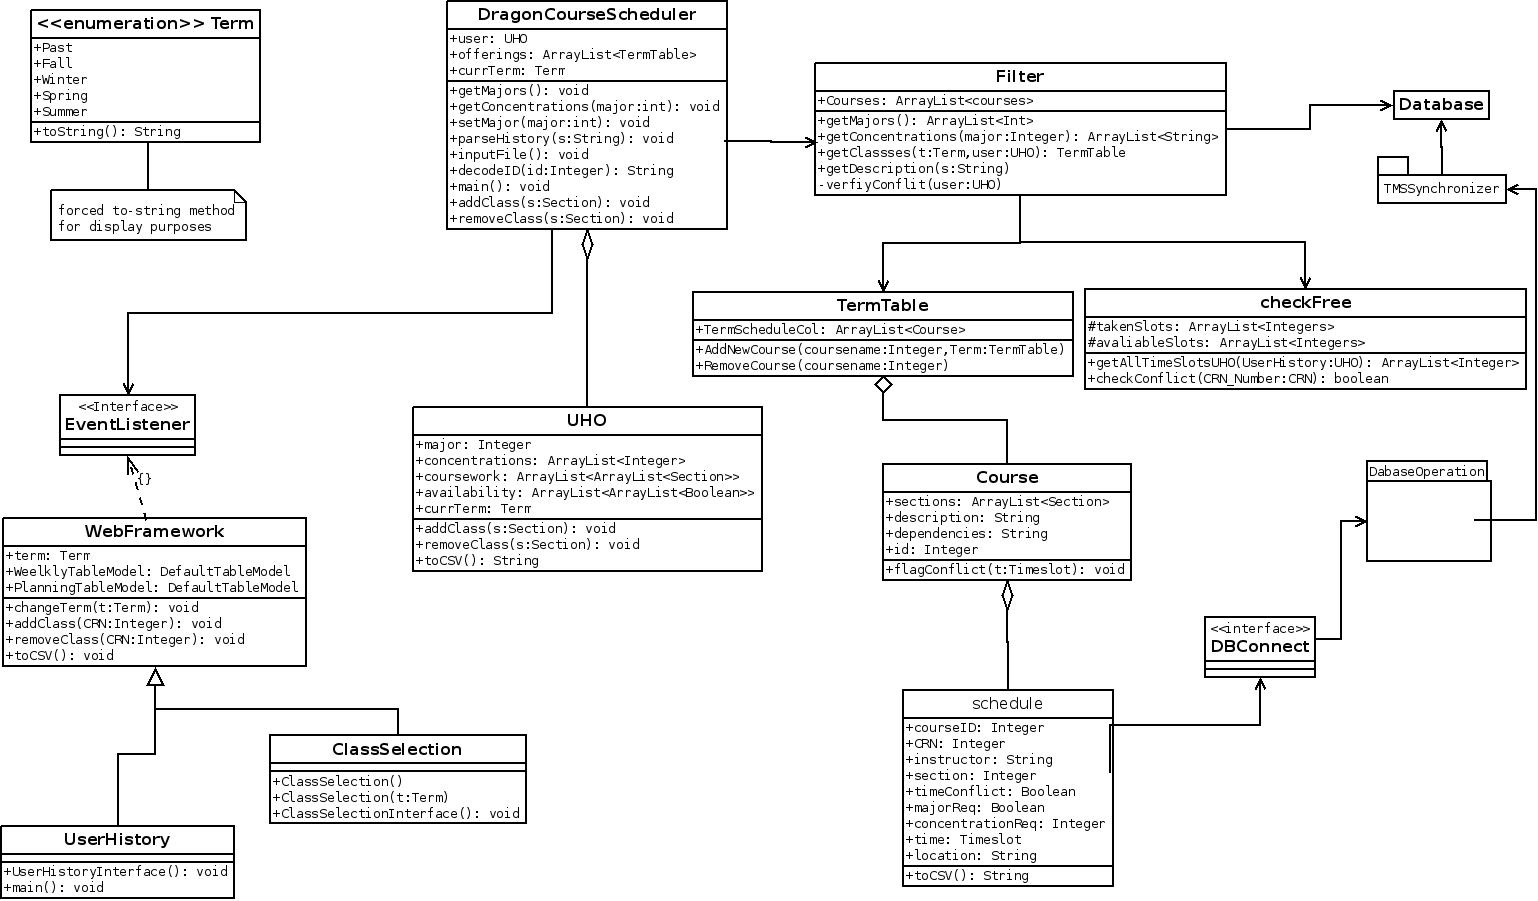 <<enumeration>> Term
+Past
+Fall
+Winter
+Spring
+Summer
+toString(): String
forced to-string method
for display purposes
DragonCourseScheduler
+user: UHO
+offerings: ArrayList<TermTable>
+currTerm: Term
+getMajors(): void
+getConcentrations(major:int): void
+setMajor(major:int): void
+parseHistory(s:String): void
+inputFile(): void
+decodeID(id:Integer): String
+main(): void
+addClass(s:Section): void
+removeClass(s:Section): void
Filter
+Courses: ArrayList<courses>
+getMajors(): ArrayList<Int>
+getConcentrations(major:Integer): ArrayList<String>
+getClassses(t:Term,user:UHO): TermTable
+getDescription(s:String)
-verfiyConflit(user:UHO)
Database
TMSSynchronizer
TermTable
+TermScheduleCol: ArrayList<Course>
+AddNewCourse(coursename:Integer,Term:TermTable)
+RemoveCourse(coursename:Integer)
checkFree
#takenSlots: ArrayList<Integers>
#avaliableSlots: ArrayList<Integers>
+getAllTimeSlotsUHO(UserHistory:UHO): ArrayList<Integer>
+checkConflict(CRN_Number:CRN): boolean
<<Interface>>
EventListener
{}
UHO
+major: Integer
+concentrations: ArrayList<Integer>
+coursework: ArrayList<ArrayList<Section>>
+availability: ArrayList<ArrayList<Boolean>>
+currTerm: Term
+addClass(s:Section): void
+removeClass(s:Section): void
+toCSV(): String
Course
+sections: ArrayList<Section>
+description: String
+dependencies: String
+id: Integer
+flagConflict(t:Timeslot): void
DabaseOperation
WebFramework
+term: Term
+WeelklyTableModel: DefaultTableModel
+PlanningTableModel: DefaultTableModel
+changeTerm(t:Term): void
+addClass(CRN:Integer): void
+removeClass(CRN:Integer): void
+toCSV(): void
<<interface>>
DBConnect
schedule
+courseID: Integer
+CRN: Integer
+instructor: String
+section: Integer
+timeConflict: Boolean
+majorReq: Boolean
+concentrationReq: Integer
+time: Timeslot
+location: String
+toCSV(): String
ClassSelection
+ClassSelection()
+ClassSelection(t:Term)
+ClassSelectionInterface(): void
UserHistory
+UserHistoryInterface(): void
+main(): void